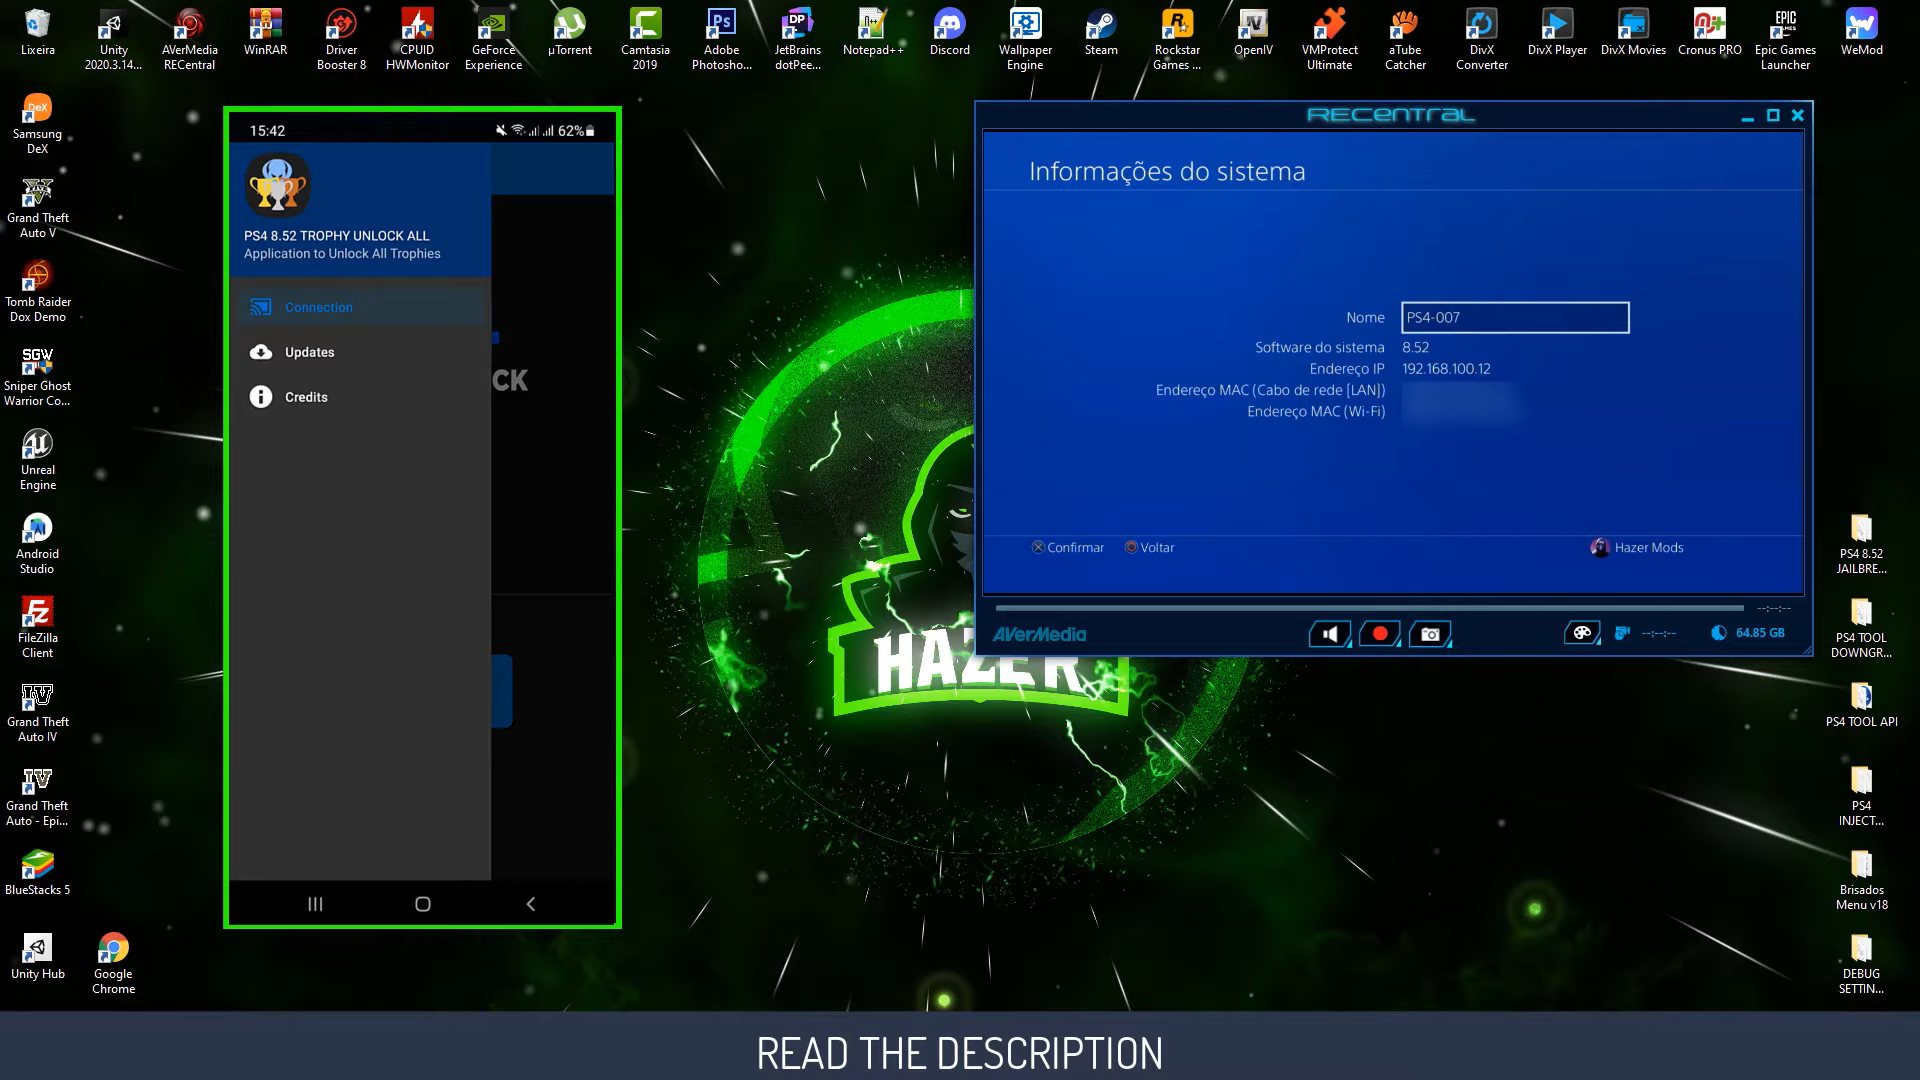 Lixeira
Unity
2020.3.14...
AVerMedia
RECentral
WinRAR
Driver
Booster 8
CPUID
HWMonitor
GeForce
Experience
µTorrent
Camtasia
2019
Adobe
Photosho...
JetBrains
dotPee...
Notepad++
Discord
Wallpaper
Engine
Steam
Rockstar
Games ...
OpenIV
VMProtect
Ultimate
aTube
Catcher
DivX
Converter
DivX Player
DivX Movies
Cronus PRO
Epic Games
Launcher
WeMod
Samsung
DeX
Grand Theft
Auto V
Tomb Raider
Dox Demo
Sniper Ghost
Warrior Co...
Unreal
Engine
Android
Studio
FileZilla
Client
Grand Theft
Auto IV
Grand Theft
Auto - Epi...
BlueStacks 5
Unity Hub
Google
Chrome
15:42
62%
PS4 8.52 TROPHY UNLOCK ALL
Application to Unlock All Trophies
Connection
Updates
Credits
CK
HAZER
RECentral
Informações do sistema
Nome PS4-007
Software do sistema 8.52
Endereço IP 192.168.100.12
Endereço MAC (Cabo de rede [LAN])
Endereço MAC (Wi-Fi)
Confirmar Voltar Hazer Mods
--:--:--
AVerMedia
--:--:-- 64.85 GB
PS4 8.52
JAILBRE...
PS4 TOOL
DOWNGR...
PS4 TOOL API
PS4
INJECT...
Brisados
Menu v18
DEBUG
SETTIN...
READ THE DESCRIPTION